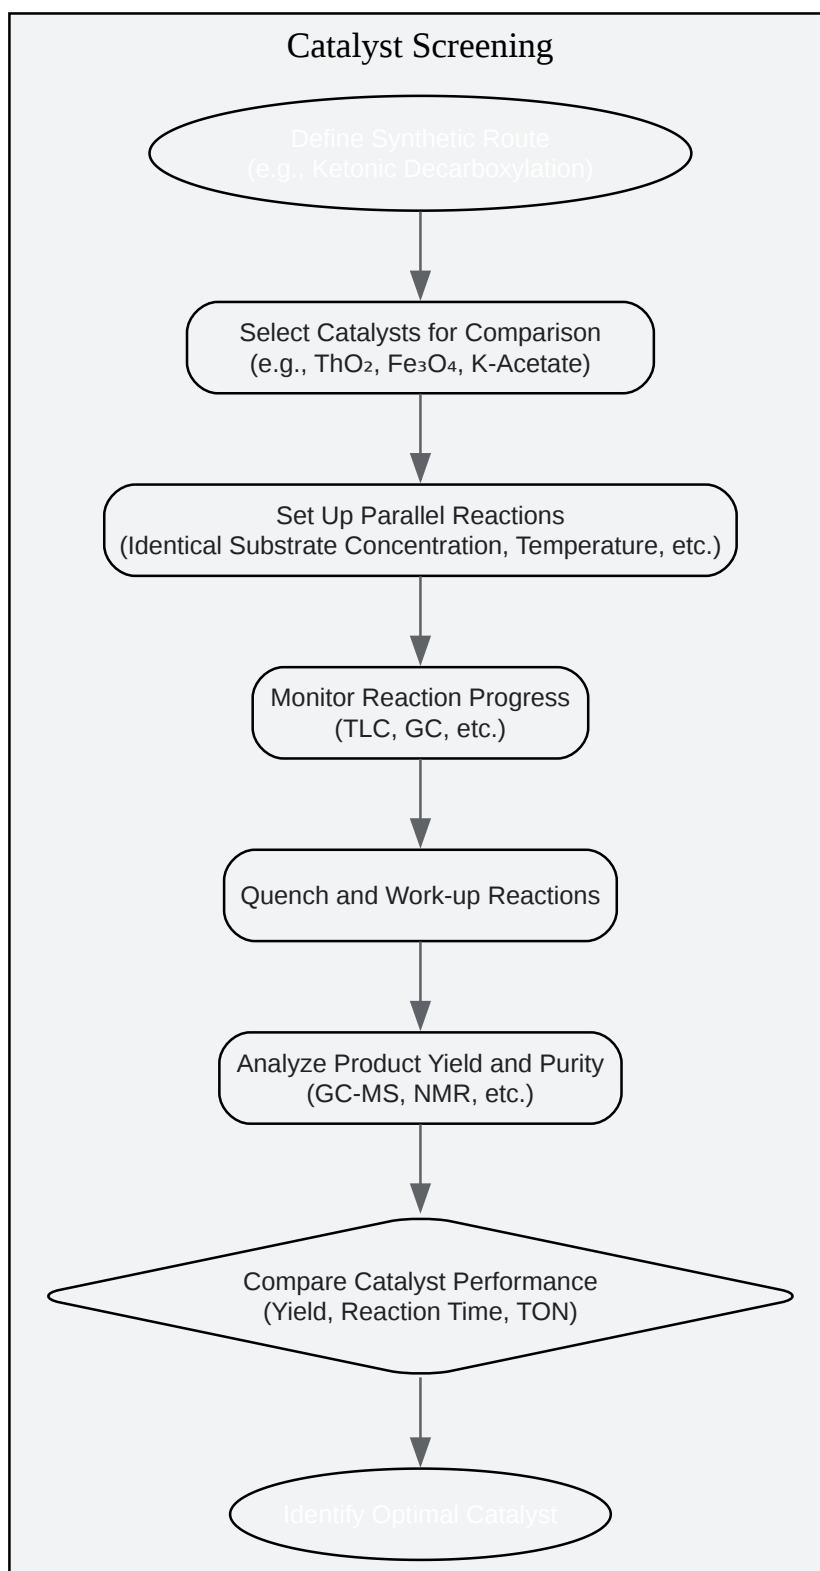 Catalyst Screening
Define Synthetic Route
(e.g., Ketonic Decarboxylation)
Select Catalysts for Comparison
(e.g., ThO₂, Fe₃O₄, K-Acetate)
Set Up Parallel Reactions
(Identical Substrate Concentration, Temperature, etc.)
Monitor Reaction Progress
(TLC, GC, etc.)
Quench and Work-up Reactions
Analyze Product Yield and Purity
(GC-MS, NMR, etc.)
Compare Catalyst Performance
(Yield, Reaction Time, TON)
Identify Optimal Catalyst